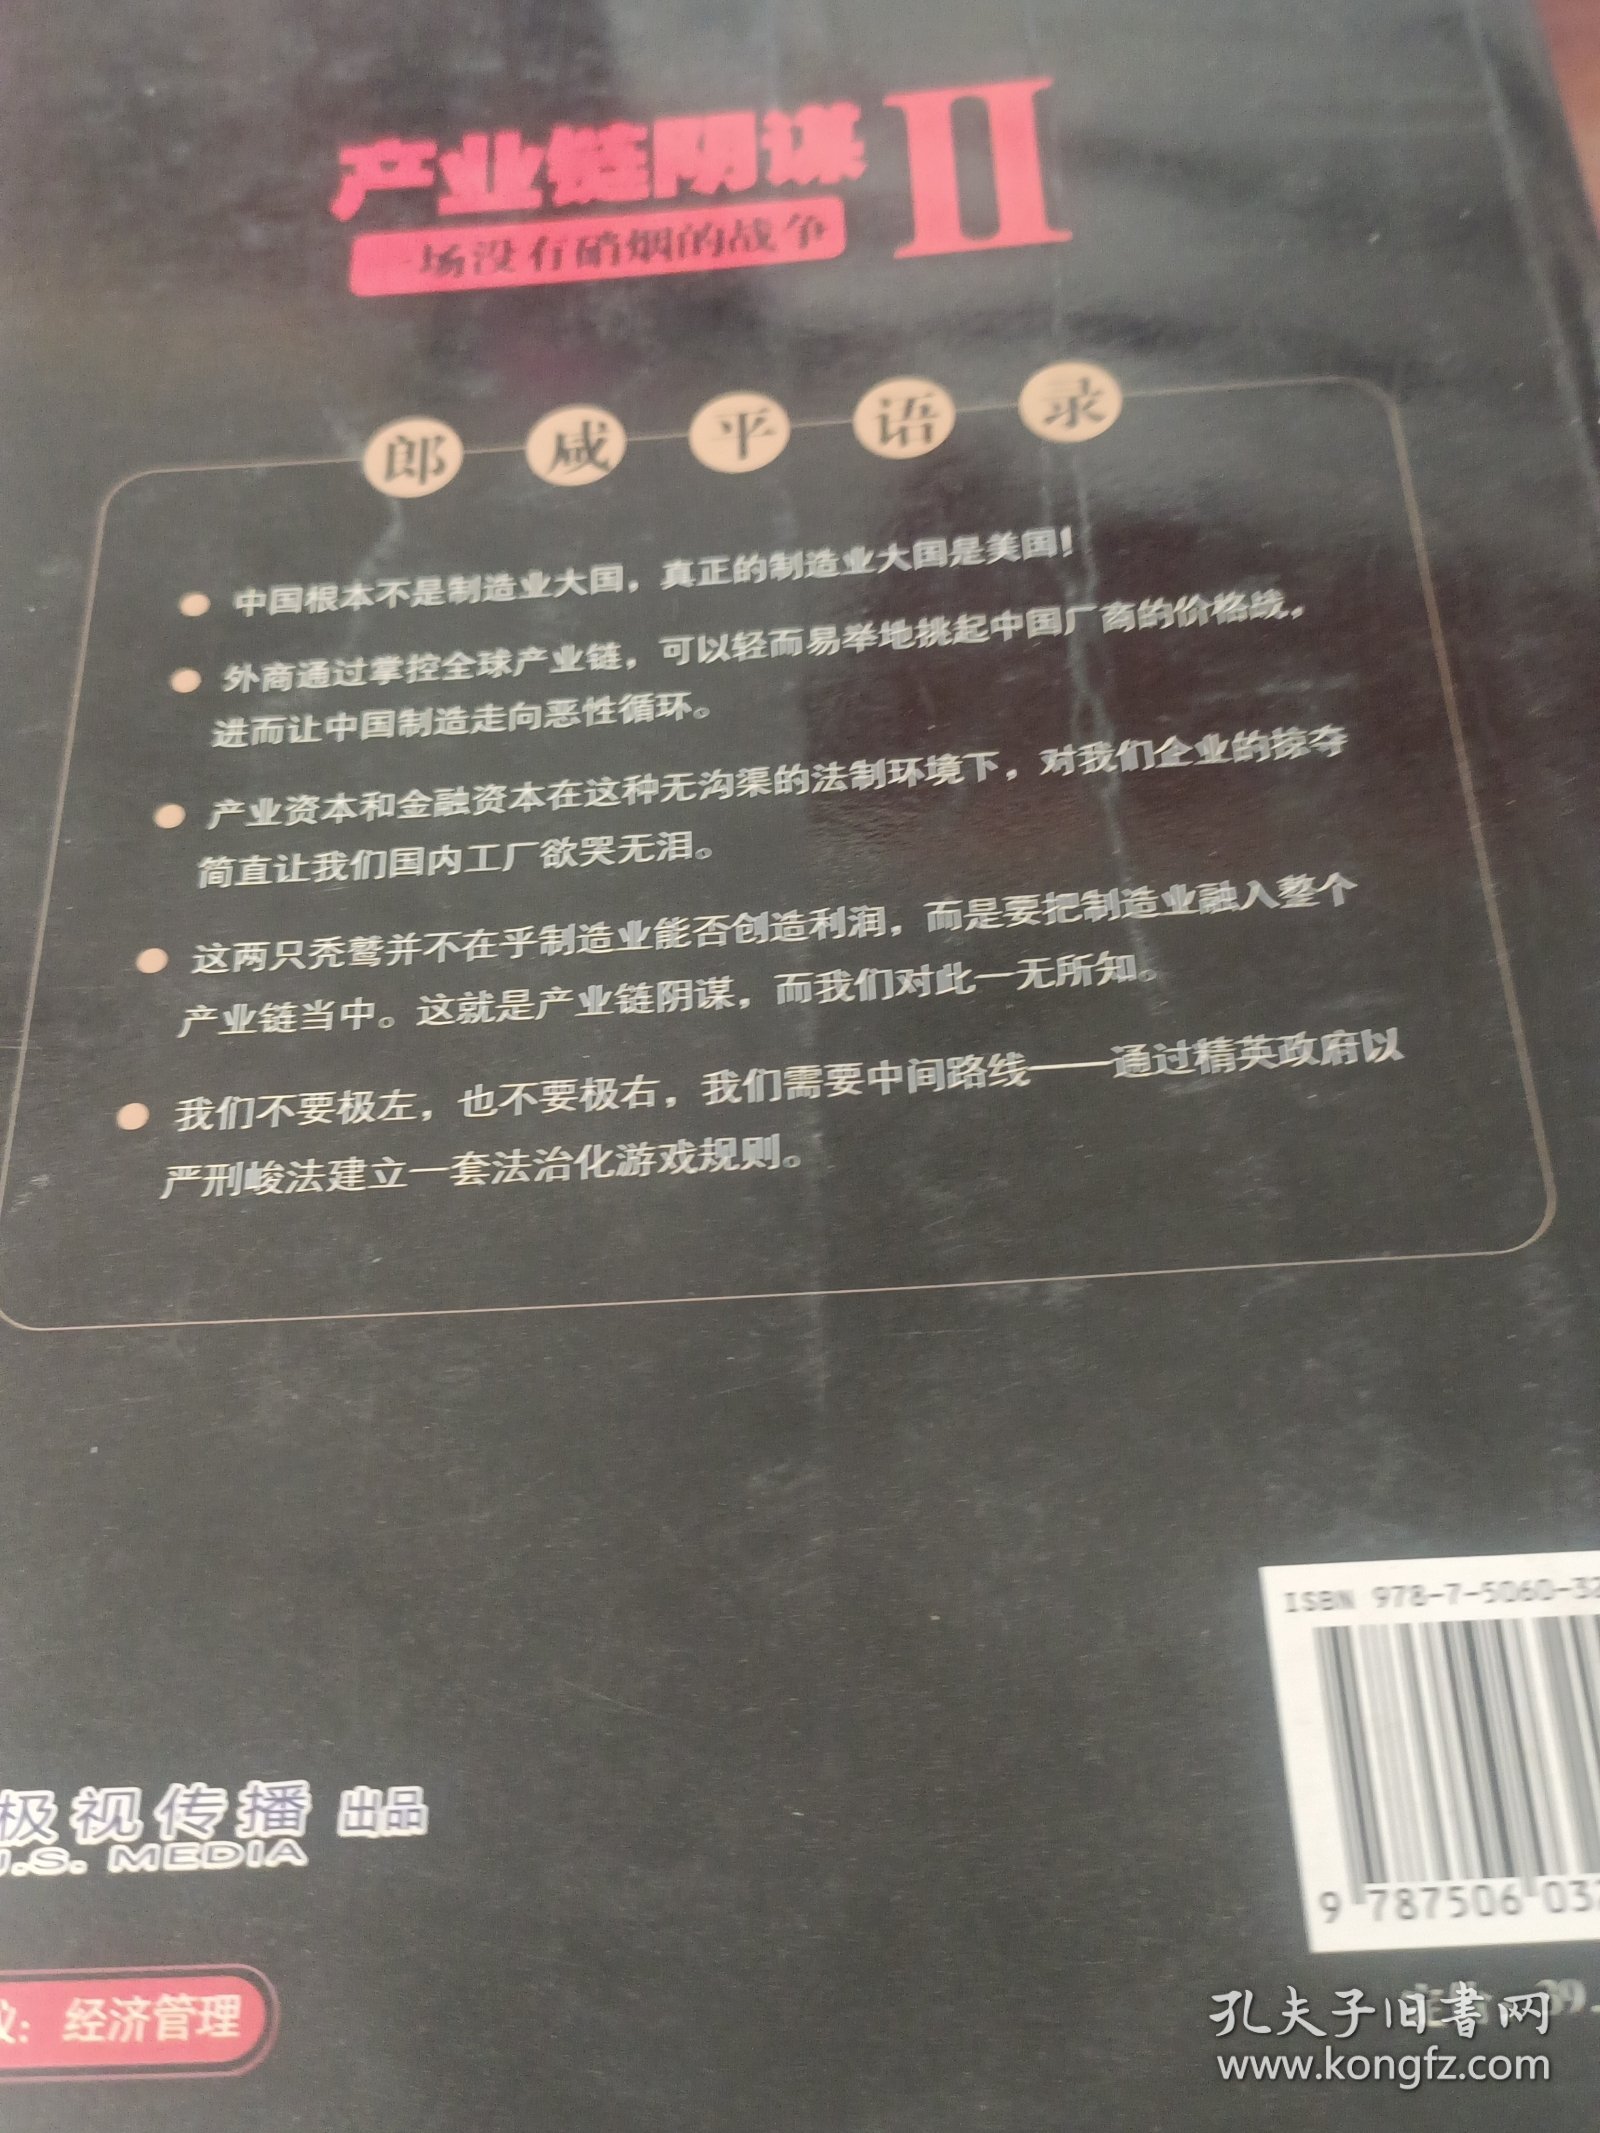 产业链阴谋 II
一场没有硝烟的战争
郎咸平语录
中国根本不是制造业大国，真正的制造业大国是美国！
外商通过掌控全球产业链，可以轻而易举地挑起中国厂商的价格战，
进而让中国制造走向恶性循环。
产业资本和金融资本在这种无沟渠的法制环境下，对我们企业的掠夺
简直让我们国内工厂欲哭无泪。
这两只秃鹫并不在乎制造业能否创造利润，而是要把制造业融入整个
产业链当中。这就是产业链阴谋，而我们对此一无所知。
我们不要极左，也不要极右，我们需要中间路线——通过精英政府以
严刑峻法建立一套法治化游戏规则。
ISBN 978-7-5060-32
9 787506 032
极视传播 出品
U.S. MEDIA
议：经济管理
孔夫子旧书网
www.kongfz.com